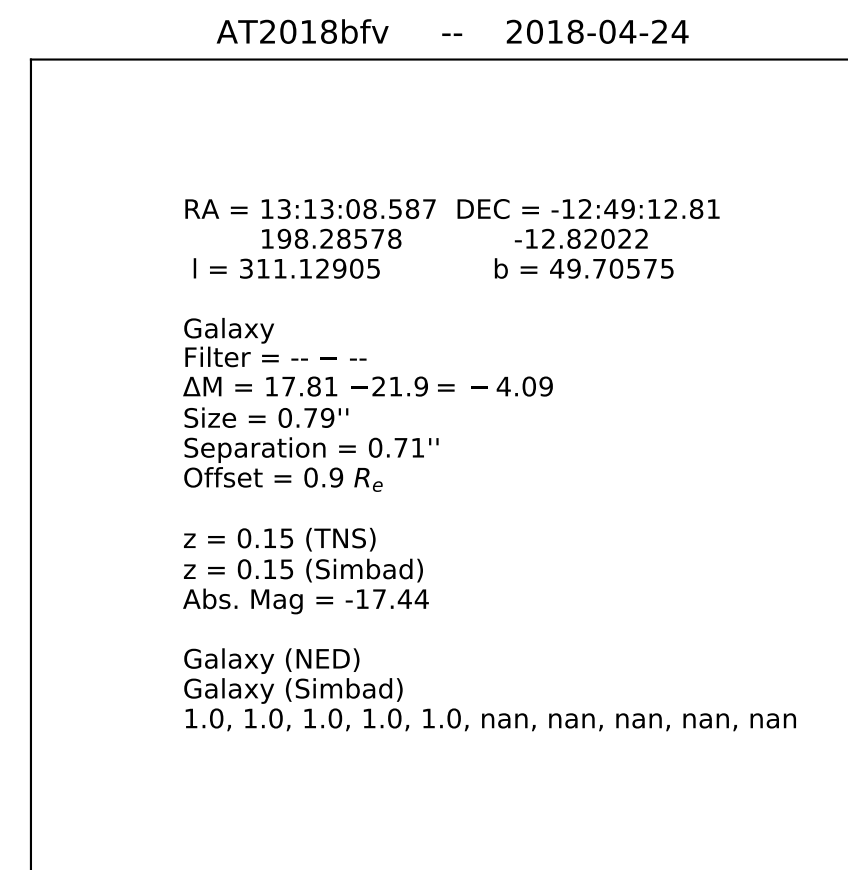 AT2018bfv -- 2018-04-24
RA = 13:13:08.587 DEC = -12:49:12.81
198.28578 -12.82022
l = 311.12905 b = 49.70575
Galaxy
Filter = -- − --
ΔM = 17.81 −21.9 = −4.09
Size = 0.79''
Separation = 0.71''
Offset = 0.9 Rₑ
z = 0.15 (TNS)
z = 0.15 (Simbad)
Abs. Mag = -17.44
Galaxy (NED)
Galaxy (Simbad)
1.0, 1.0, 1.0, 1.0, 1.0, nan, nan, nan, nan, nan